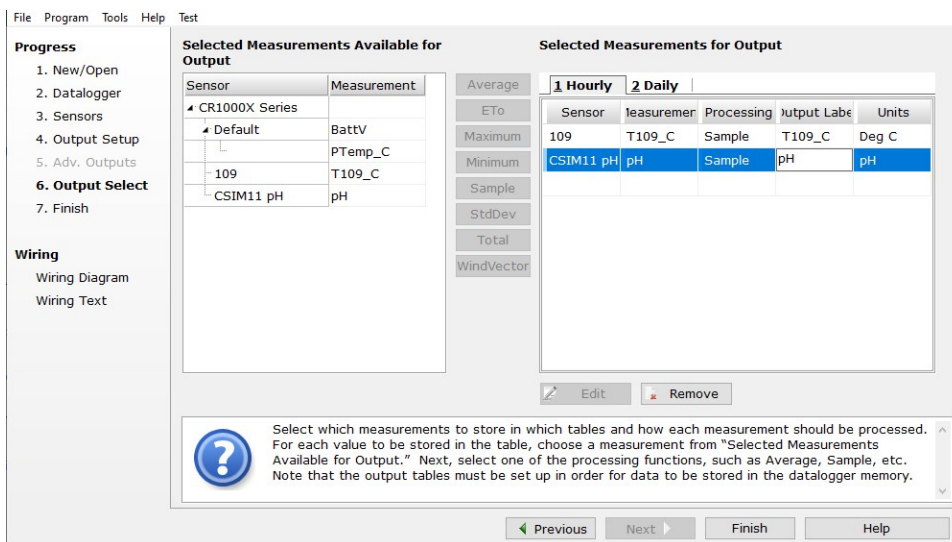 File Program Tools Help Test
Progress
1. New/Open
2. Datalogger
3. Sensors
4. Output Setup
5. Adv. Outputs
6. Output Select
7. Finish
Wiring
Wiring Diagram
Wiring Text
Selected Measurements Available for
Output
Sensor Measurement
CR1000X Series
Default BattV
PTemp_C
109 T109_C
CSIM11 pH pH
Average
ETo
Maximum
Minimum
Sample
StdDev
Total
WindVector
Selected Measurements for Output
1 Hourly 2 Daily
Sensor Measuremen Processing Output Labe Units
109 T109_C Sample T109_C Deg C
CSIM11 pH pH Sample pH pH
Edit Remove
Select which measurements to store in which tables and how each measurement should be processed.
For each value to be stored in the table, choose a measurement from “Selected Measurements
Available for Output.” Next, select one of the processing functions, such as Average, Sample, etc.
Note that the output tables must be set up in order for data to be stored in the datalogger memory.
Previous Next Finish Help